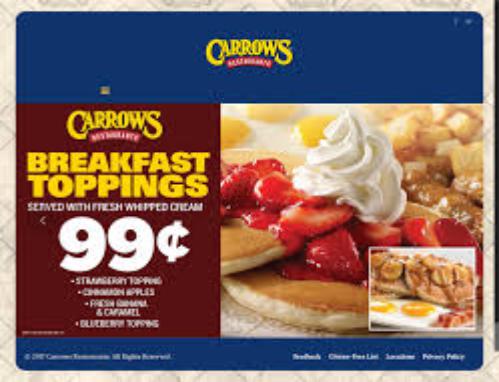 CARROWS
RESTAURANTS
CARROWS
RESTAURANTS
BREAKFAST
TOPPINGS
SERVED WITH FRESH WHIPPED CREAM
99¢
• STRAWBERRY TOPPING
• CINNAMON APPLES
• FRESH BANANA
& CARAMEL
• BLUEBERRY TOPPING
Carrows Restaurants. All Rights Reserved.
Feedback Gluten-Free List Locations Privacy Policy